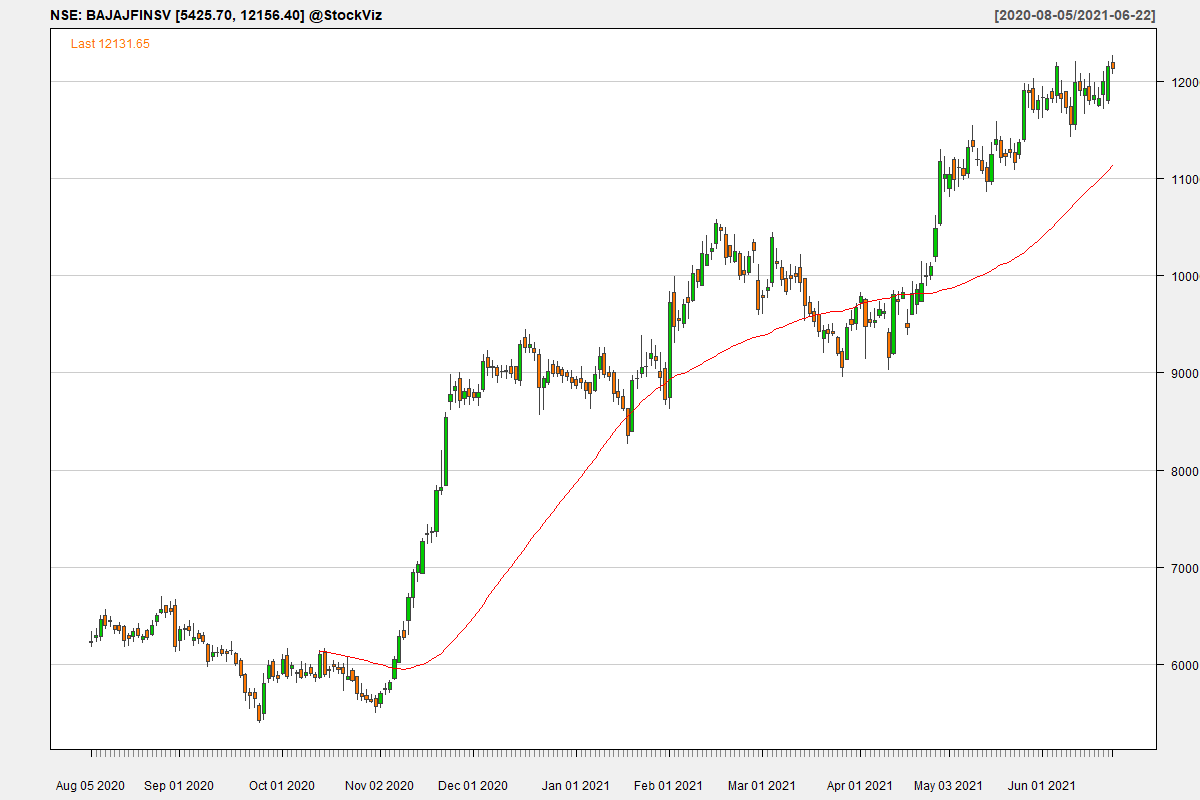 NSE: BAJAJFINSV [5425.70, 12156.40] @StockViz [2020-08-05/2021-06-22]
Last 12131.65
1200
1100
1000
9000
8000
7000
6000
Aug 05 2020 Sep 01 2020 Oct 01 2020 Nov 02 2020 Dec 01 2020 Jan 01 2021 Feb 01 2021 Mar 01 2021 Apr 01 2021 May 03 2021 Jun 01 2021